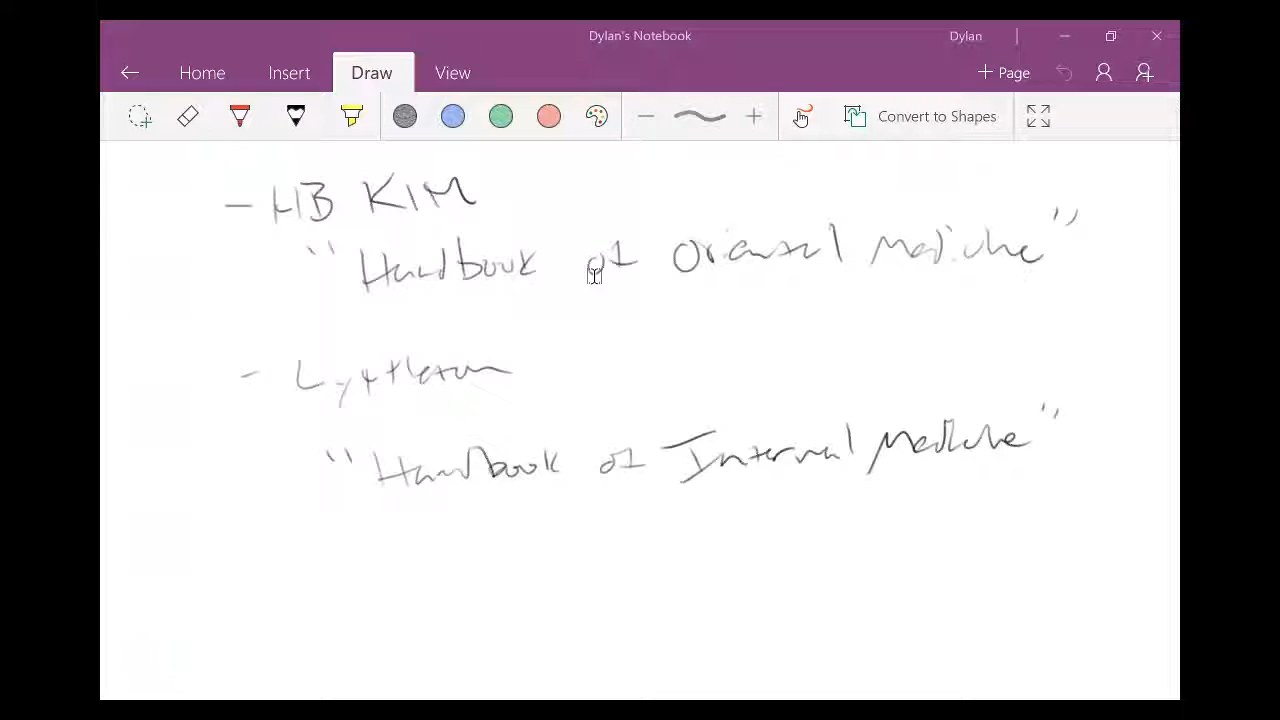 Dylan's Notebook
Dylan
Home Insert Draw View
+ Page
Convert to Shapes
- HB KIM
"Handbook of Oriental Medicine"
- Lyttleton
"Handbook of Internal Medicine"